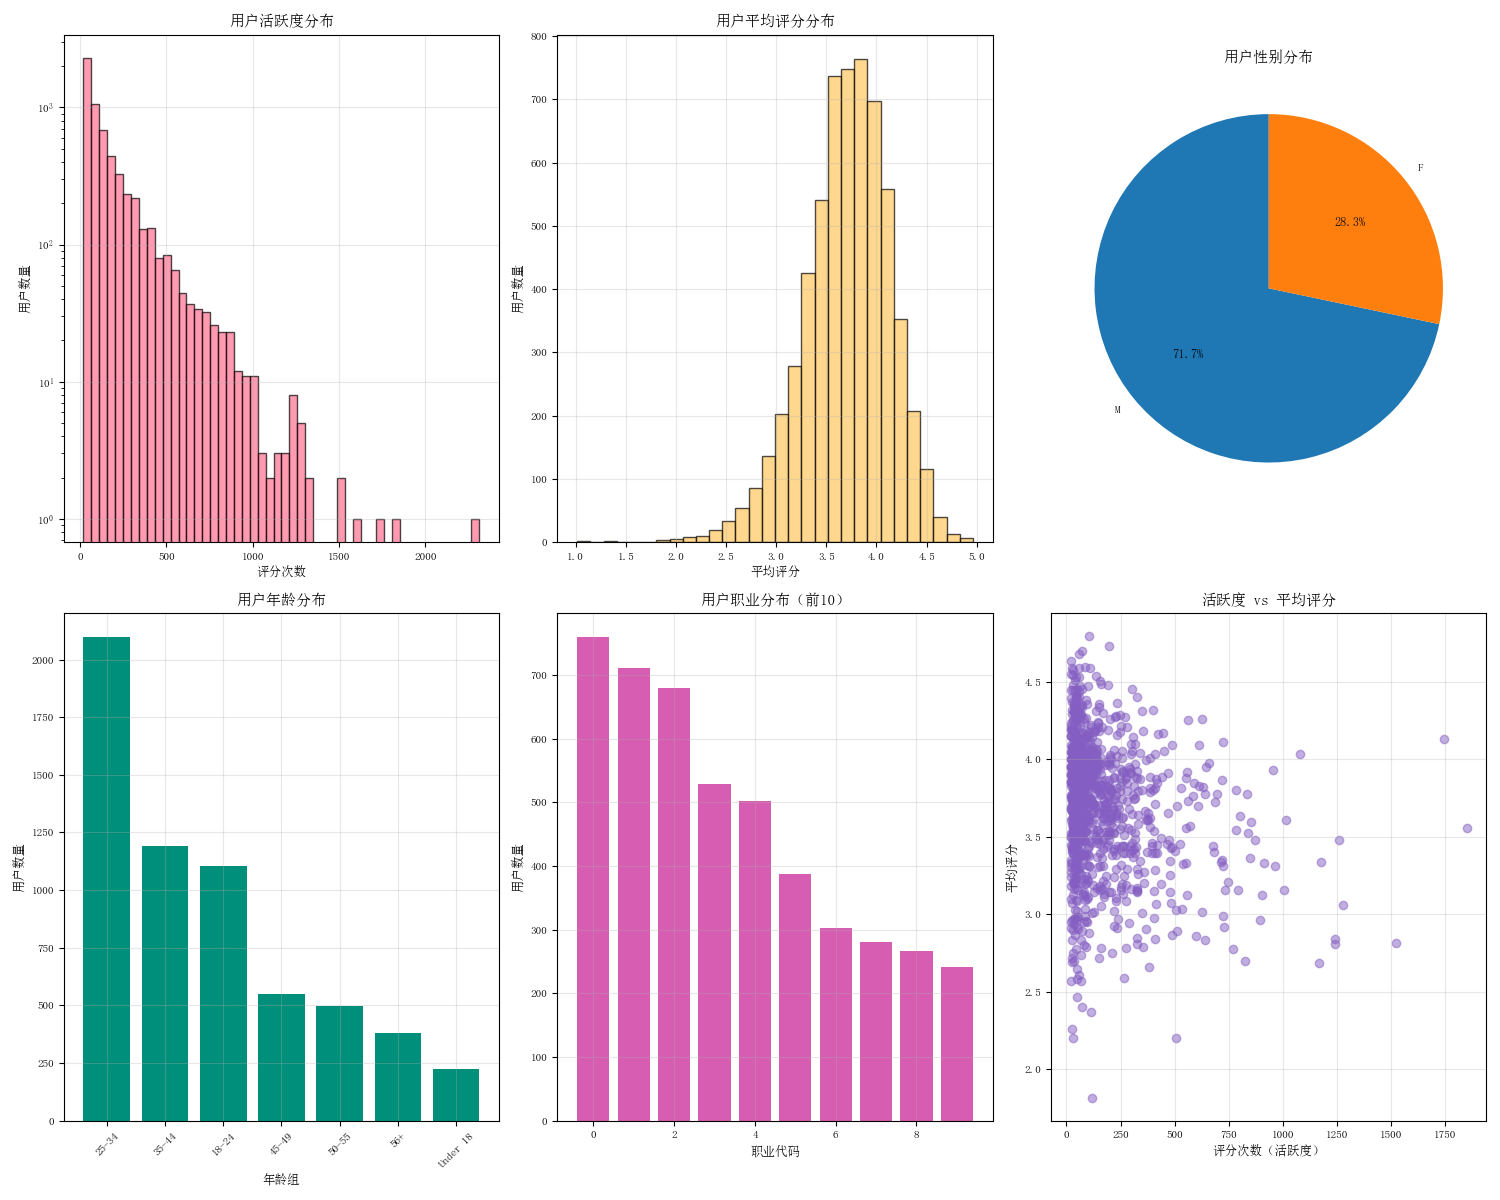 用户活跃度分布
10³
10²
10¹
10⁰
用户数量
0 500 1000 1500 2000
评分次数
用户平均评分分布
800
700
600
500
400
300
200
100
0
用户数量
1.0 1.5 2.0 2.5 3.0 3.5 4.0 4.5 5.0
平均评分
用户性别分布
F
28.3%
71.7%
M
用户年龄分布
2000
1750
1500
1250
1000
750
500
250
0
用户数量
25-34 35-44 18-24 45-49 50-55 56+ Under 18
年龄组
用户职业分布（前10）
700
600
500
400
300
200
100
0
用户数量
0 2 4 6 8
职业代码
活跃度 vs 平均评分
4.5
4.0
3.5
3.0
2.5
2.0
平均评分
0 250 500 750 1000 1250 1500 1750
评分次数（活跃度）